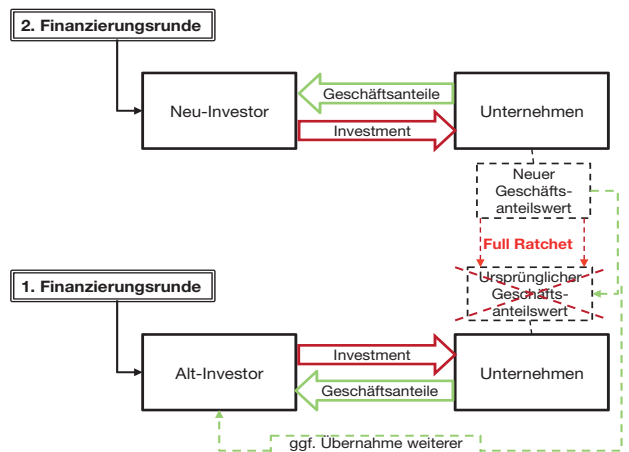 2. Finanzierungsrunde
Neu-Investor
Geschäftsanteile
Investment
Unternehmen
Neuer
Geschäfts-
anteilswert
Full Ratchet
1. Finanzierungsrunde
Ursprünglicher
Geschäfts-
anteilswert
Alt-Investor
Investment
Geschäftsanteile
Unternehmen
ggf. Übernahme weiterer